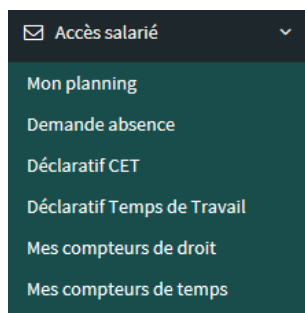 Accès salarié
Mon planning
Demande absence
Déclaratif CET
Déclaratif Temps de Travail
Mes compteurs de droit
Mes compteurs de temps